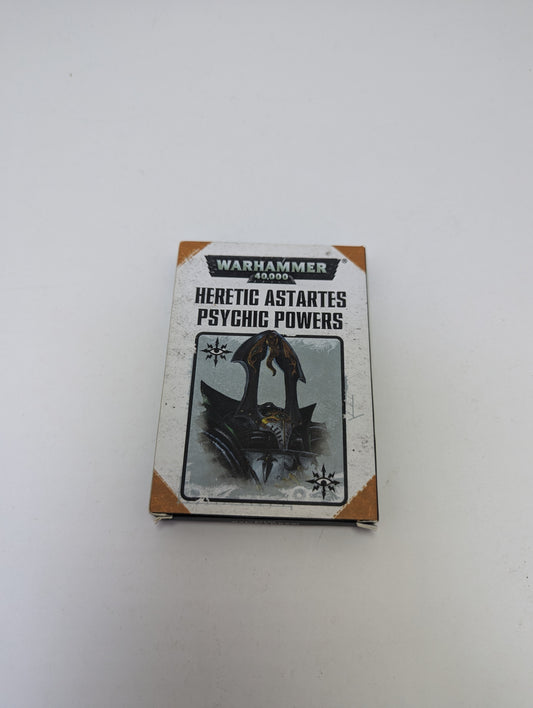 WARHAMMER®
40,000
HERETIC ASTARTES
PSYCHIC POWERS